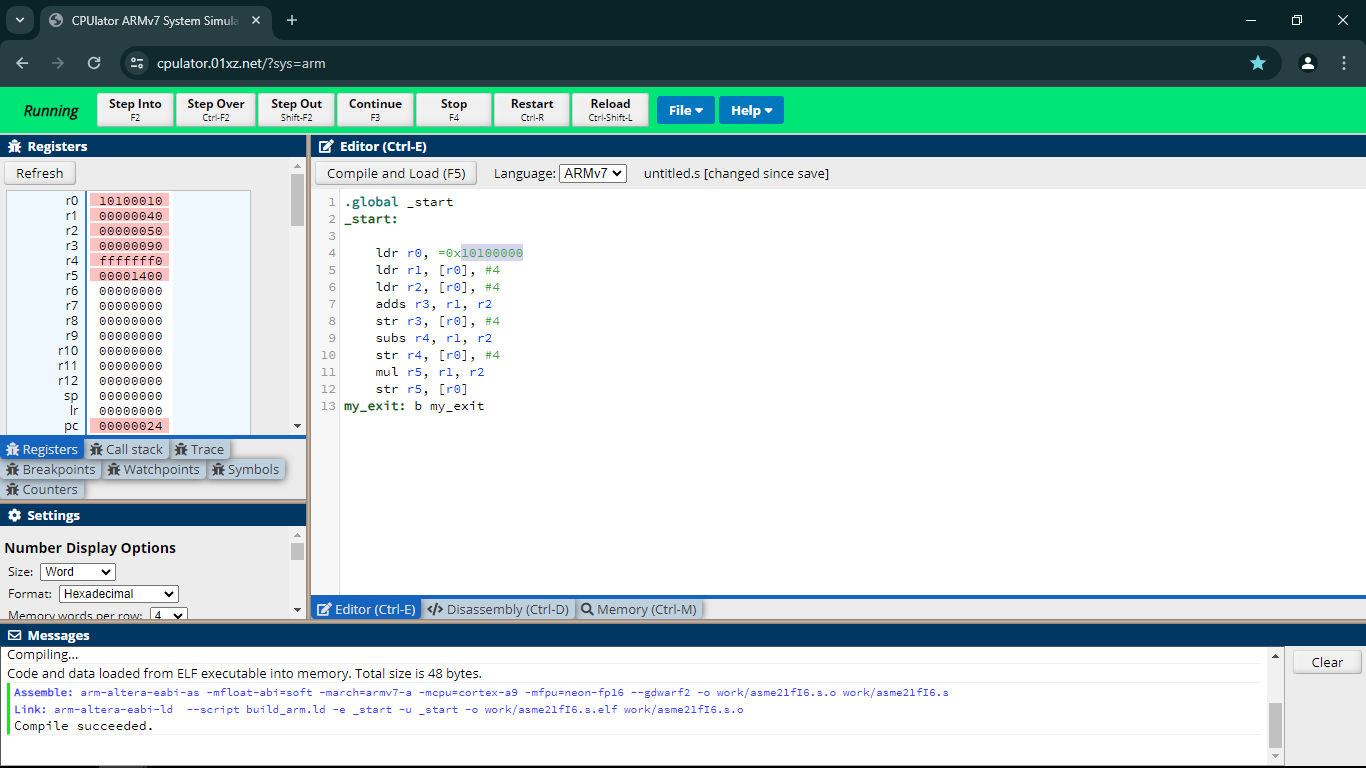 CPUlator ARMv7 System Simula
cpulator.01xz.net/?sys=arm
Running
Step Into
F2
Step Over
Ctrl-F2
Step Out
Shift-F2
Continue
F3
Stop
F4
Restart
Ctrl-R
Reload
Ctrl-Shift-L
File
Help
Registers
Refresh
r0 10100010
r1 00000040
r2 00000050
r3 00000090
r4 fffffff0
r5 00001400
r6 00000000
r7 00000000
r8 00000000
r9 00000000
r10 00000000
r11 00000000
r12 00000000
sp 00000000
lr 00000000
pc 00000024
Registers Call stack Trace
Breakpoints Watchpoints Symbols
Counters
Settings
Number Display Options
Size: Word
Format: Hexadecimal
Memory words per row: 4
Editor (Ctrl-E)
Compile and Load (F5) Language: ARMv7 untitled.s [changed since save]
1 .global _start
2 _start:
3
4 ldr r0, =0x10100000
5 ldr r1, [r0], #4
6 ldr r2, [r0], #4
7 adds r3, r1, r2
8 str r3, [r0], #4
9 subs r4, r1, r2
10 str r4, [r0], #4
11 mul r5, r1, r2
12 str r5, [r0]
13 my_exit: b my_exit
Editor (Ctrl-E) Disassembly (Ctrl-D) Memory (Ctrl-M)
Messages
Compiling...
Code and data loaded from ELF executable into memory. Total size is 48 bytes.
Assemble: arm-altera-eabi-as -mfloat-abi=soft -march=armv7-a -mcpu=cortex-a9 -mfpu=neon-fp16 --gdwarf2 -o work/asme21fI6.s.o work/asme21fI6.s
Link: arm-altera-eabi-ld --script build_arm.ld -e _start -u _start -o work/asme21fI6.s.elf work/asme21fI6.s.o
Compile succeeded.
Clear